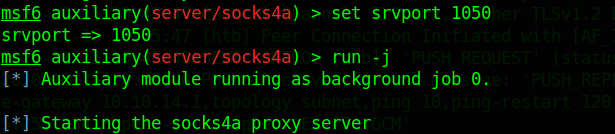 msf6 auxiliary(server/socks4a) > set srvport 1050
srvport => 1050
msf6 auxiliary(server/socks4a) > run -j
[*] Auxiliary module running as background job 0.
[*] Starting the socks4a proxy server